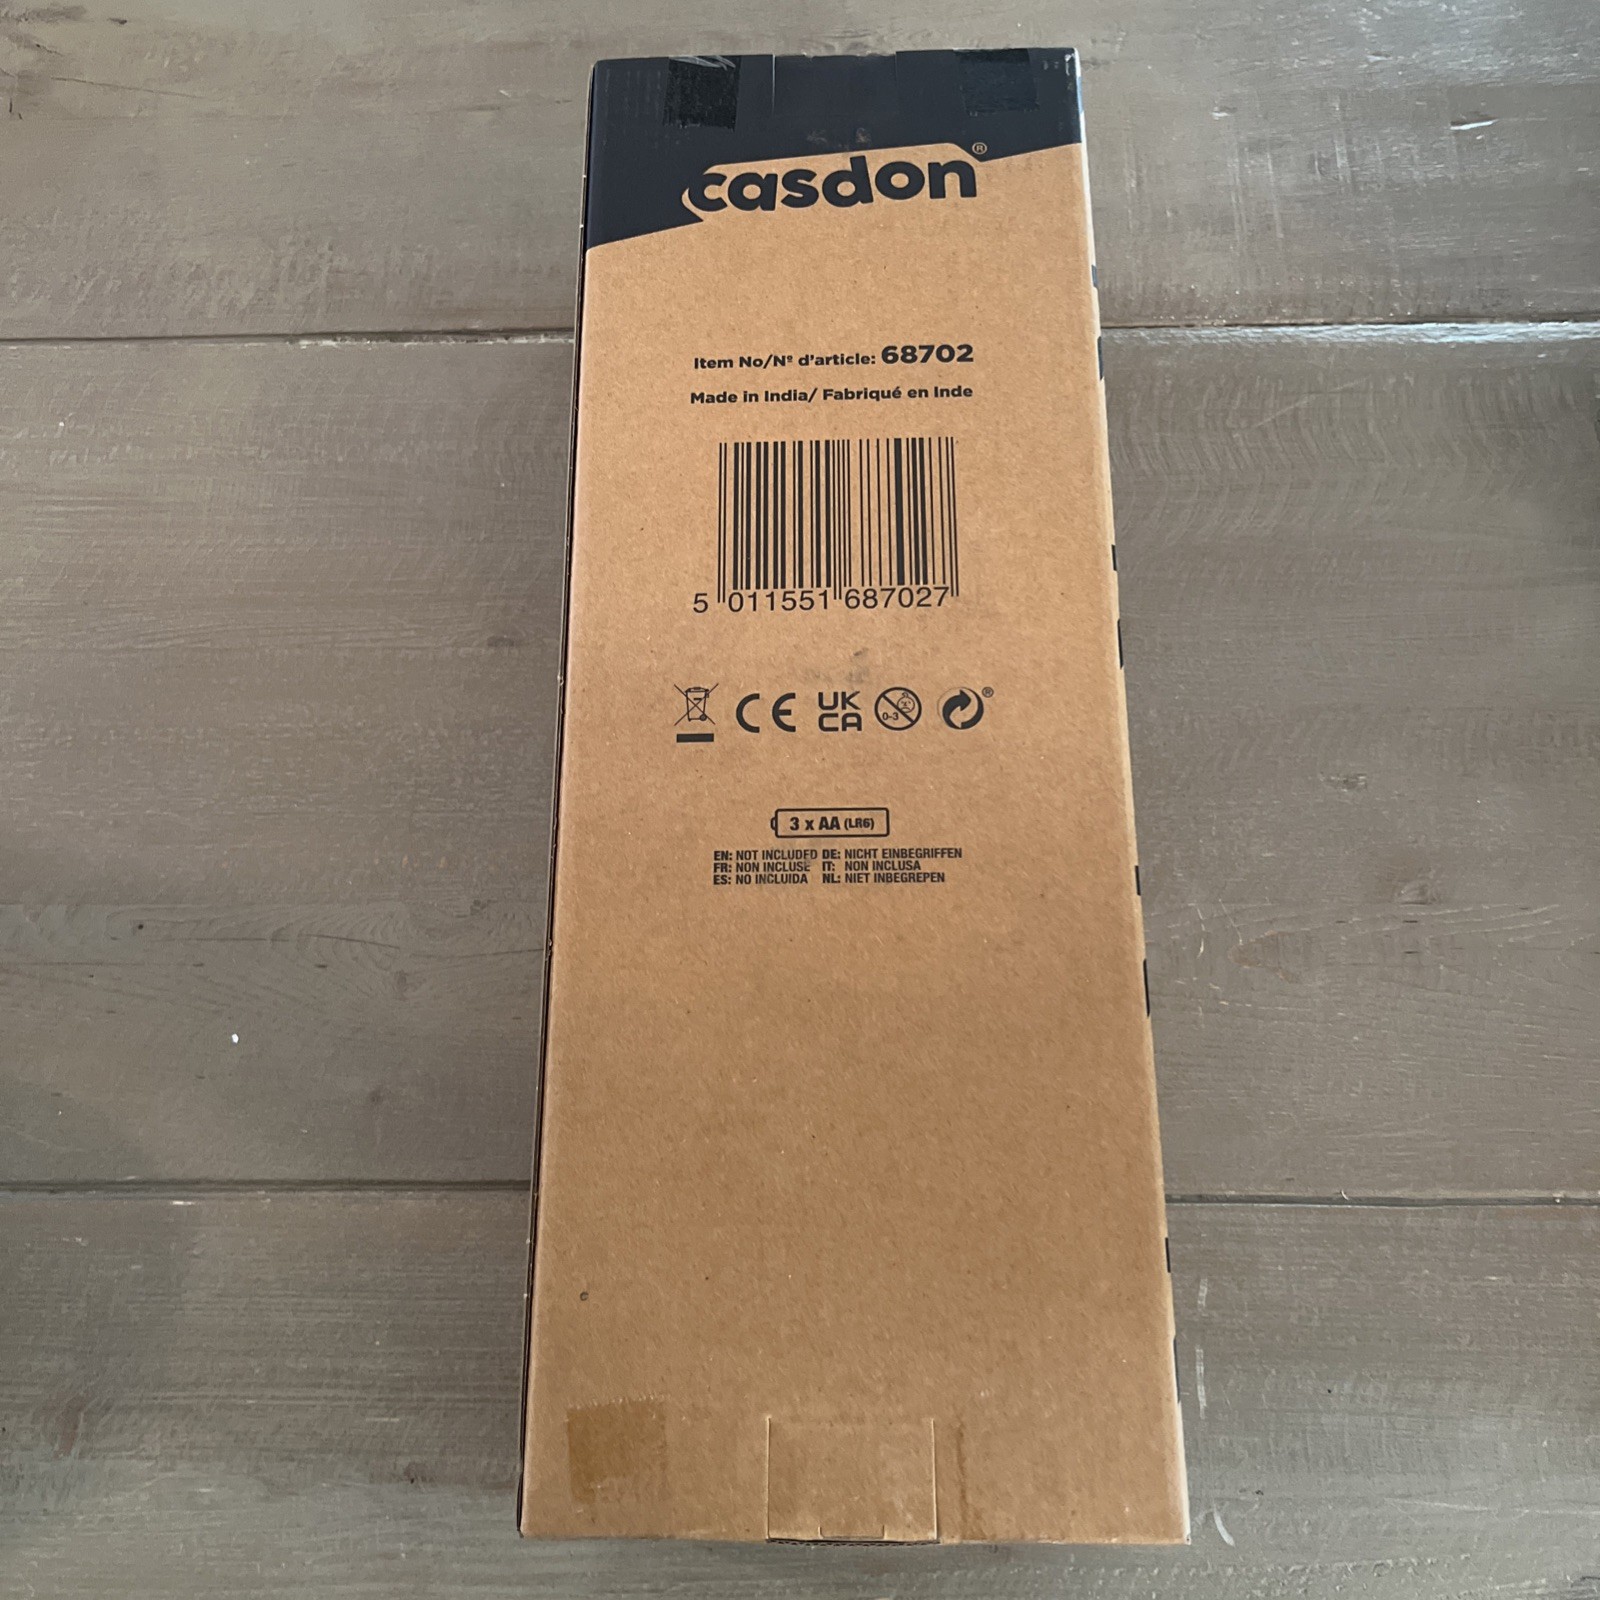 casdon®
Item No/Nº d'article: 68702
Made in India/ Fabriqué en Inde
5 011551 687027
CE UK CA 0-3 ®
3 x AA (LR6)
EN: NOT INCLUDED DE: NICHT EINBEGRIFFEN
FR: NON INCLUSE IT: NON INCLUSA
ES: NO INCLUIDA NL: NIET INBEGREPEN